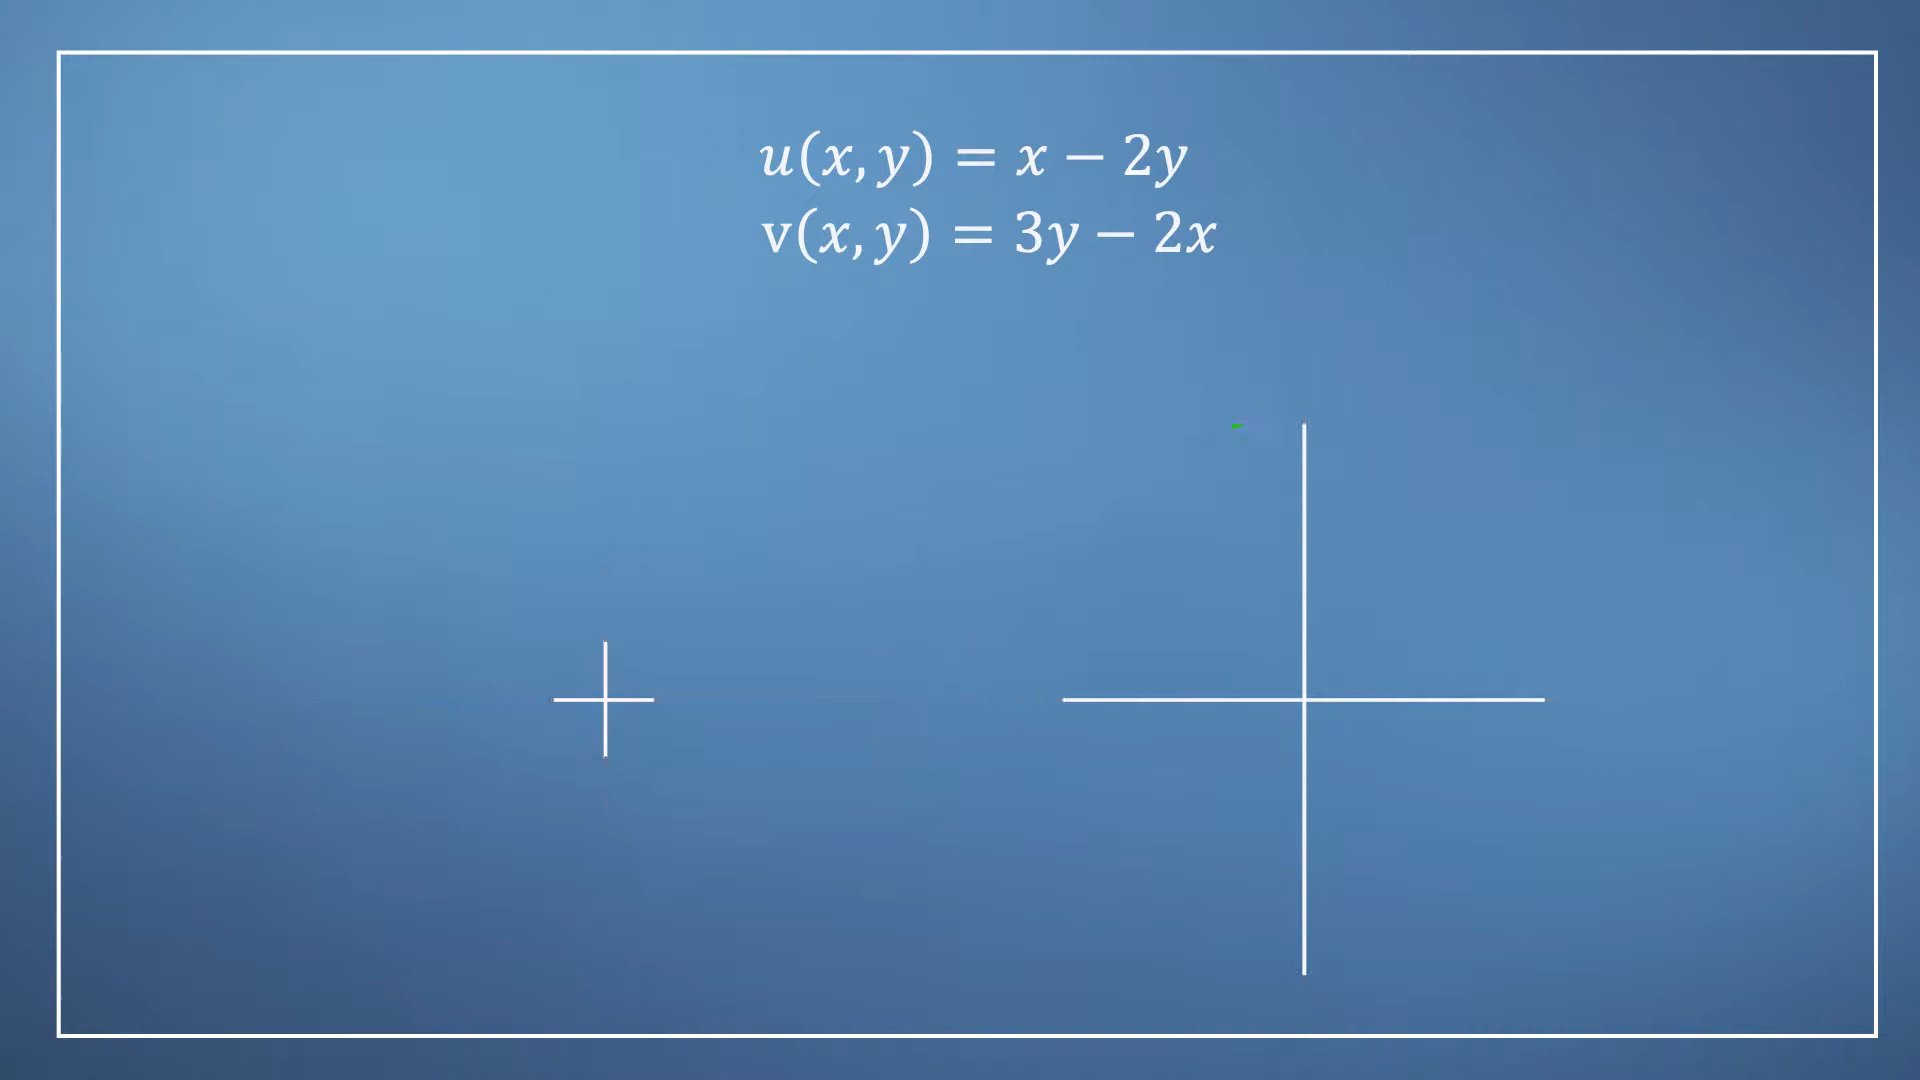 u(x, y) = x − 2y
v(x, y) = 3y − 2x